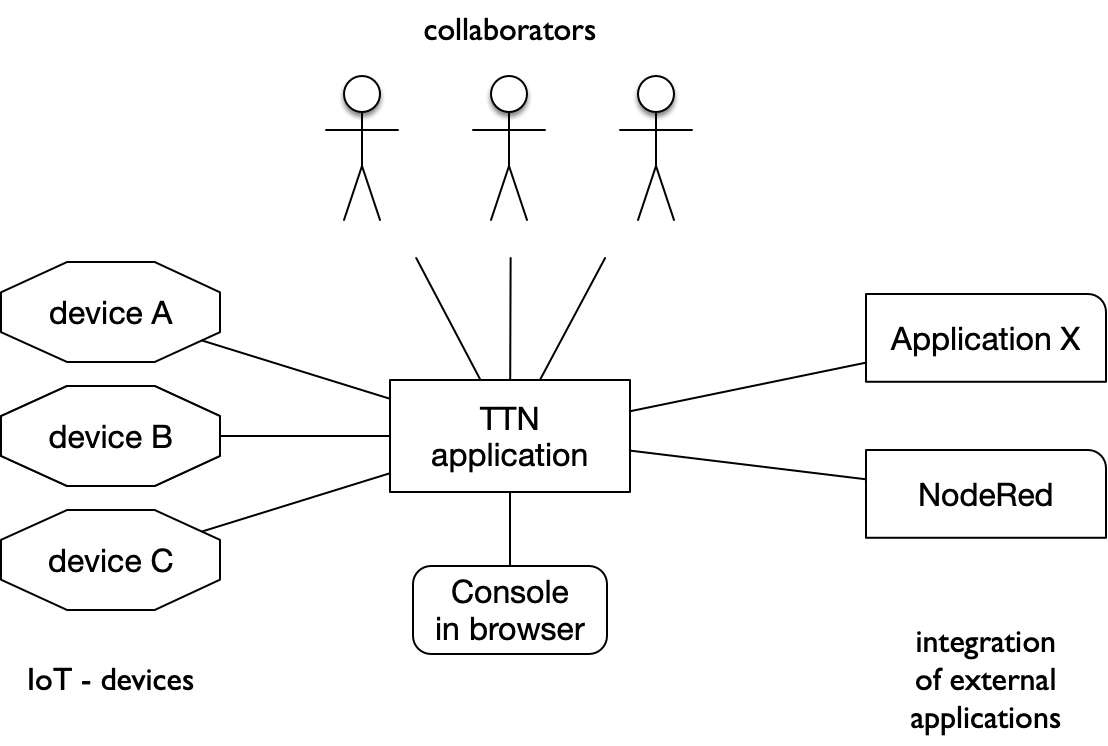 collaborators
device A
device B
device C
IoT - devices
TTN
application
Console
in browser
Application X
NodeRed
integration
of external
applications